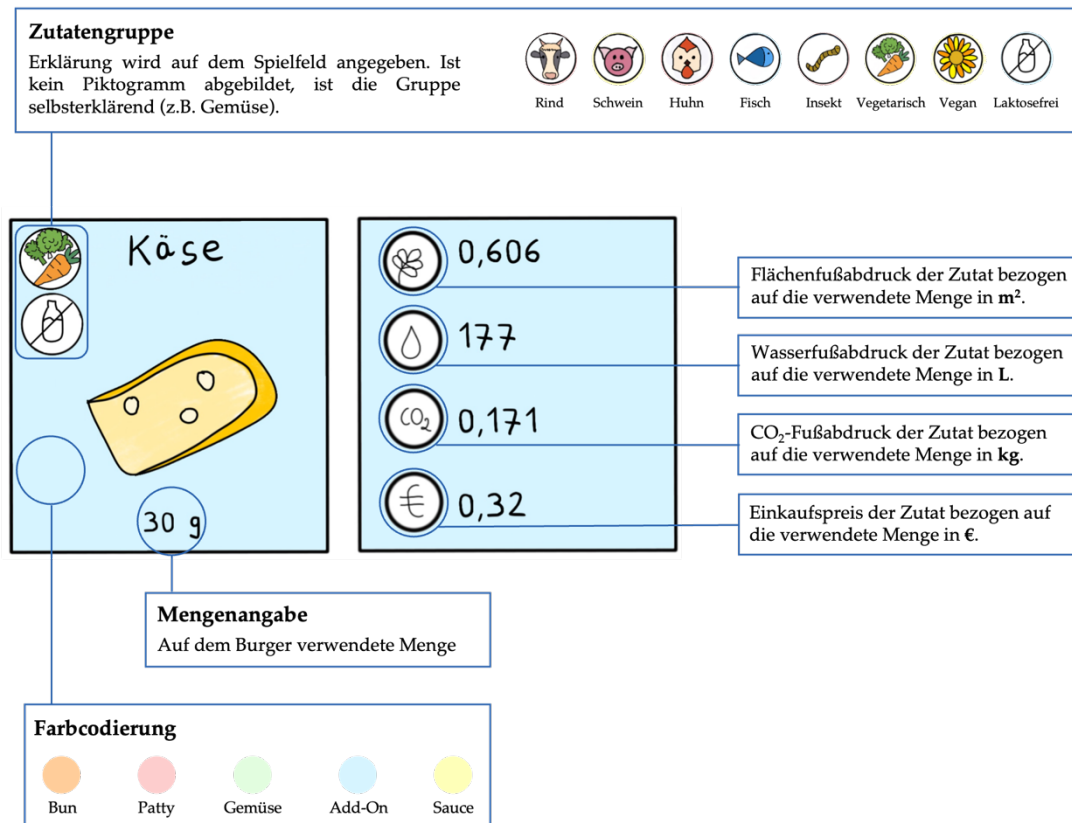 Zutatengruppe
Erklärung wird auf dem Spielfeld angegeben. Ist
kein Piktogramm abgebildet, ist die Gruppe
selbsterklärend (z.B. Gemüse).
Rind Schwein Huhn Fisch Insekt Vegetarisch Vegan Laktosefrei
Käse
30 g
0,606
177
CO₂ 0,171
€ 0,32
Flächenfußabdruck der Zutat bezogen
auf die verwendete Menge in m².
Wasserfußabdruck der Zutat bezogen
auf die verwendete Menge in L.
CO₂-Fußabdruck der Zutat bezogen
auf die verwendete Menge in kg.
Einkaufspreis der Zutat bezogen auf
die verwendete Menge in €.
Mengenangabe
Auf dem Burger verwendete Menge
Farbcodierung
Bun Patty Gemüse Add-On Sauce